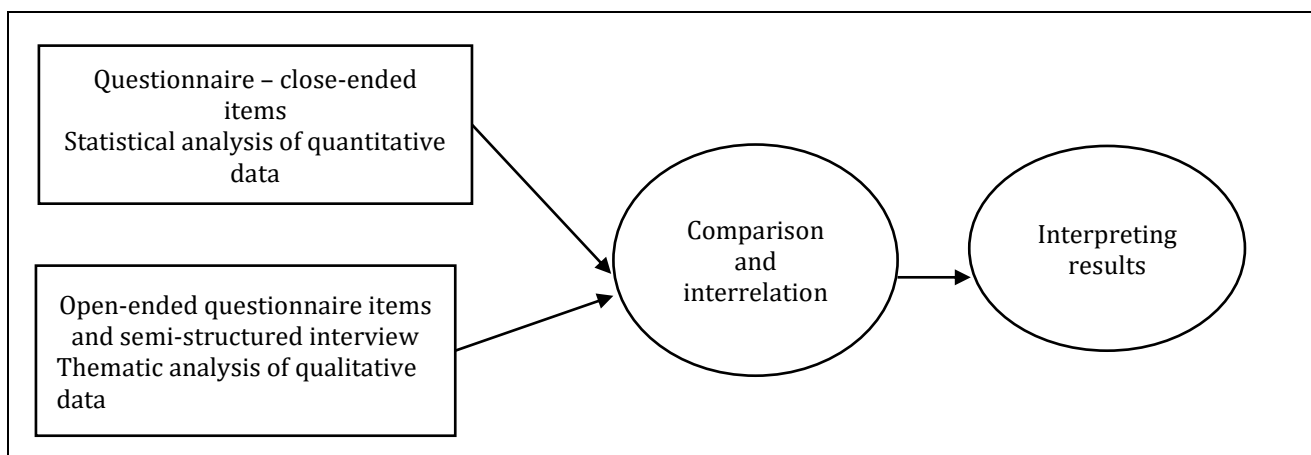 Questionnaire – close-ended
items
Statistical analysis of quantitative
data
Open-ended questionnaire items
and semi-structured interview
Thematic analysis of qualitative
data
Comparison
and
interrelation
Interpreting
results